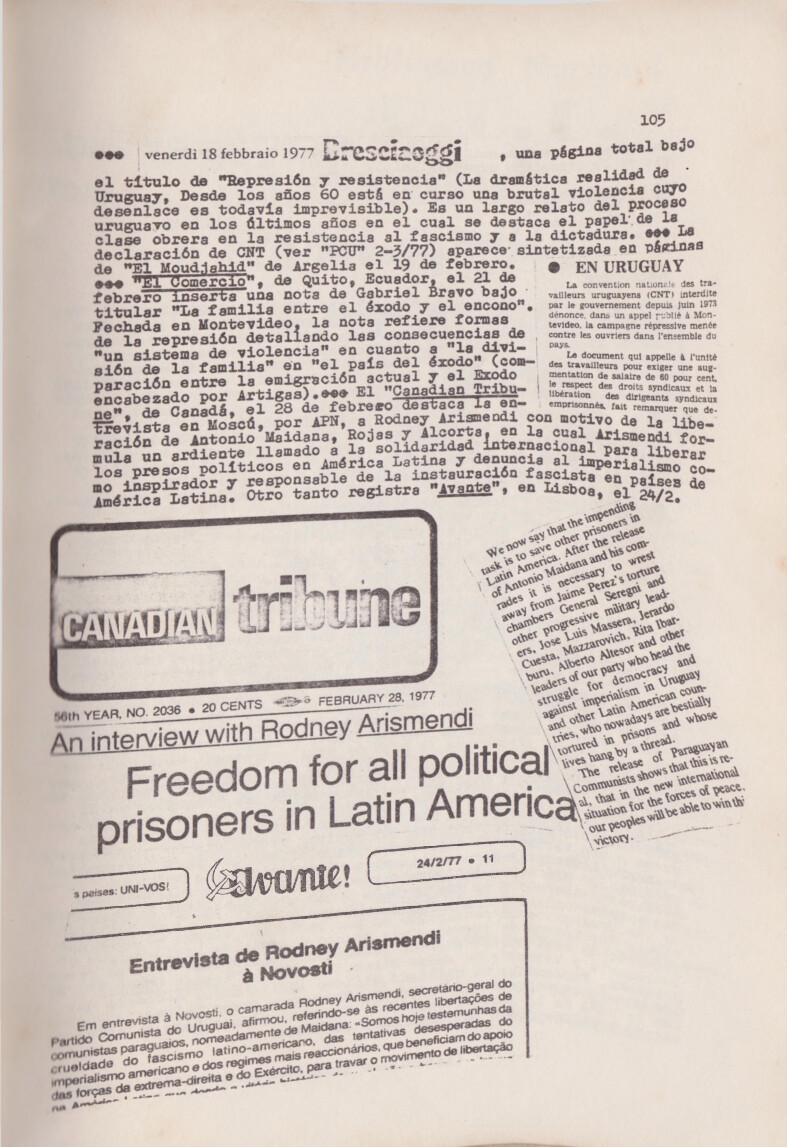 105
●●● venerdi 18 febbraio 1977 Bresciaoggi , una página total bajo
el título de "Represión y resistencia" (La dramática realidad de
Uruguay, Desde los años 60 está en curso una brutal violencia cuyo
desenlace es todavía imprevisible). Es un largo relato del proceso
uruguayo en los últimos años en el cual se destaca el papel de la
clase obrera en la resistencia al fascismo y a la dictadura. ●●● La
declaración de CNT (ver "PCU" 2-3/77) aparece sintetizada en páginas
de "El Moudjahid" de Argelia el 19 de febrero.
●●● "El Comercio", de Quito, Ecuador, el 21 de
febrero inserta una nota de Gabriel Bravo bajo
titular "La familia entre el éxodo y el encono".
Fechada en Montevideo, la nota refiere formas
de la represión detallando las consecuencias de
"un sistema de violencia" en cuanto a "la divi-
sión de la familia" en "el país del éxodo" (com-
paración entre la emigración actual y el Exodo
encabezado por Artigas).●●● El "Canadian Tribu-
ne", de Canadá, el 28 de febrero destaca la en-
trevista en Moscú, por APN, a Rodney Arismendi con motivo de la libe-
ración de Antonio Maidana, Rojas y Alcorta, en la cual Arismendi for-
mula un ardiente llamado a la solidaridad internacional para liberar
los presos políticos en América Latina y denuncia al imperialismo co-
mo inspirador y responsable de la instauración fascista en países de
América Latina. Otro tanto registra "Avante", en Lisboa, el 24/2.
● EN URUGUAY
La convention nationale des tra-
vailleurs uruguayens (CNT) interdite
par le gouvernement depuis juin 1973
dénonce, dans un appel publié à Mon-
tevideo, la campagne répressive menée
contre les ouvriers dans l'ensemble du
pays.
Le document qui appelle à l'unité
des travailleurs pour exiger une aug-
mentation de salaire de 60 pour cent,
le respect des droits syndicaux et la
libération des dirigeants syndicaux
emprisonnés, fait remarquer que de-
CANADIAN tribune
56th YEAR, NO. 2036 ● 20 CENTS FEBRUARY 28, 1977
An interview with Rodney Arismendi
Freedom for all political
prisoners in Latin America
We now say that the impending
task is to save other prisoners in
Latin America. After the release
of Antonio Maidana and his com-
rades it is necessary to wrest
away from Jaime Perez's torture
chambers General Seregni and
other progressive military lead-
ers, Jose Luis Massera, Jerardo
Cuesta, Mazzarovich, Rita Ibar-
buru, Alberto Altesor and other
leaders of our party who head the
struggle for democracy and
against imperialism in Uruguay
and other Latin American coun-
tries, who nowadays are bestially
tortured in prisons and whose
lives hang by a thread.
The release of Paraguayan
Communists shows that this is re-
al, that in the new international
situation for the forces of peace,
our peoples will be able to win th
victory.
s países: UNI-VOS!
Avante!
24/2/77 ● 11
Entrevista de Rodney Arismendi
à Novosti
Em entrevista à Novosti, o camarada Rodney Arismendi, secretário-geral do
Partido Comunista do Uruguai, afirmou, referindo-se às recentes libertações de
comunistas paraguaios, nomeadamente de Maidana: «Somos hoje testemunhas da
crueldade do fascismo latino-americano, das tentativas desesperadas do
imperialismo americano e dos regimes mais reaccionários, que beneficiam do apoio
das forças da extrema-direita e do Exército, para travar o movimento de libertação